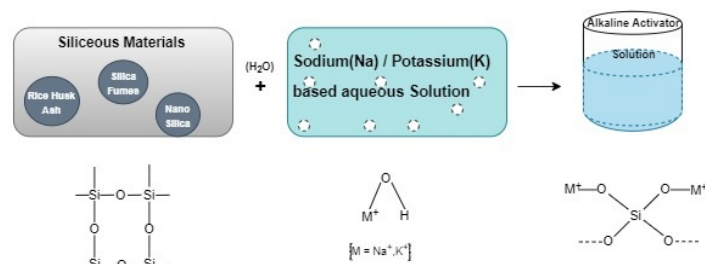 Siliceous Materials
Rice Husk
Ash
Silica
Fumes
Nano
Silica
(H₂O)
+
Sodium(Na) / Potassium(K)
based aqueous Solution
Alkaline Activator
Solution
Si O Si
O O
Si O Si
O
M⁺ H
[M = Na⁺,K⁺]
M⁺ O O M⁺
Si
O O